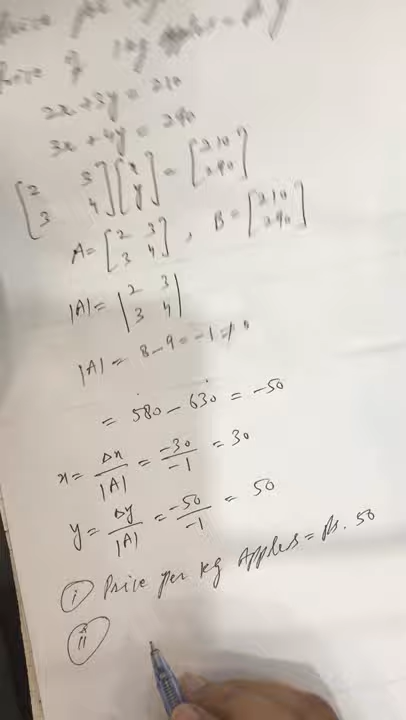 2x + 3y = 210
3x + 4y = 290
[2 3 3 4] [x y] = [210 290]
A = [2 3 3 4], B = [210 290]
|A| = |2 3 3 4|
|A| = 8 - 9 = -1 ≠ 0
= 580 - 630 = -50
x = Δx/|A| = -30/-1 = 30
y = Δy/|A| = -50/-1 = 50
(i) Price per kg Apples = Rs. 50
(ii)